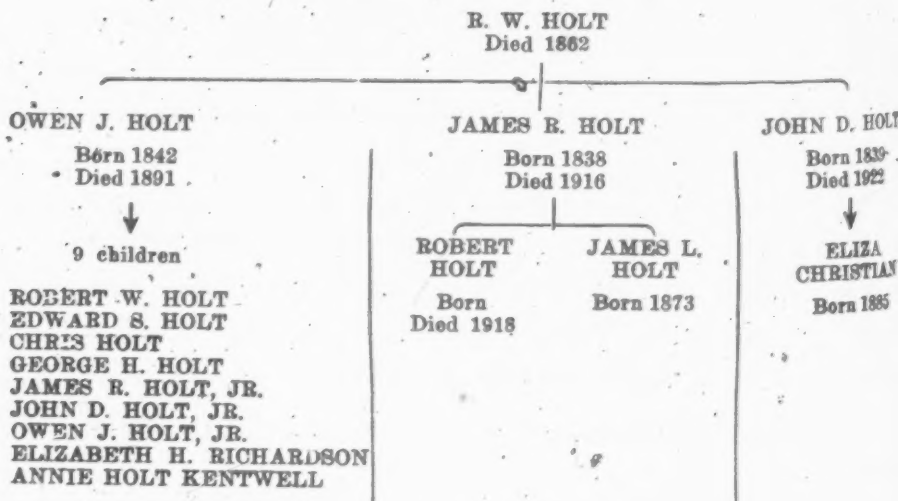 R. W. HOLT
Died 1862
OWEN J. HOLT
Born 1842
Died 1891
9 children
ROBERT W. HOLT
EDWARD S. HOLT
CHRIS HOLT
GEORGE H. HOLT
JAMES R. HOLT, JR.
JOHN D. HOLT, JR.
OWEN J. HOLT, JR.
ELIZABETH H. RICHARDSON
ANNIE HOLT KENTWELL
JAMES R. HOLT
Born 1838
Died 1916
ROBERT
HOLT
Born
Died 1918
JAMES L.
HOLT
Born 1873
JOHN D. HOLT
Born 1839
Died 1922
ELIZA
CHRISTIAN
Born 1885